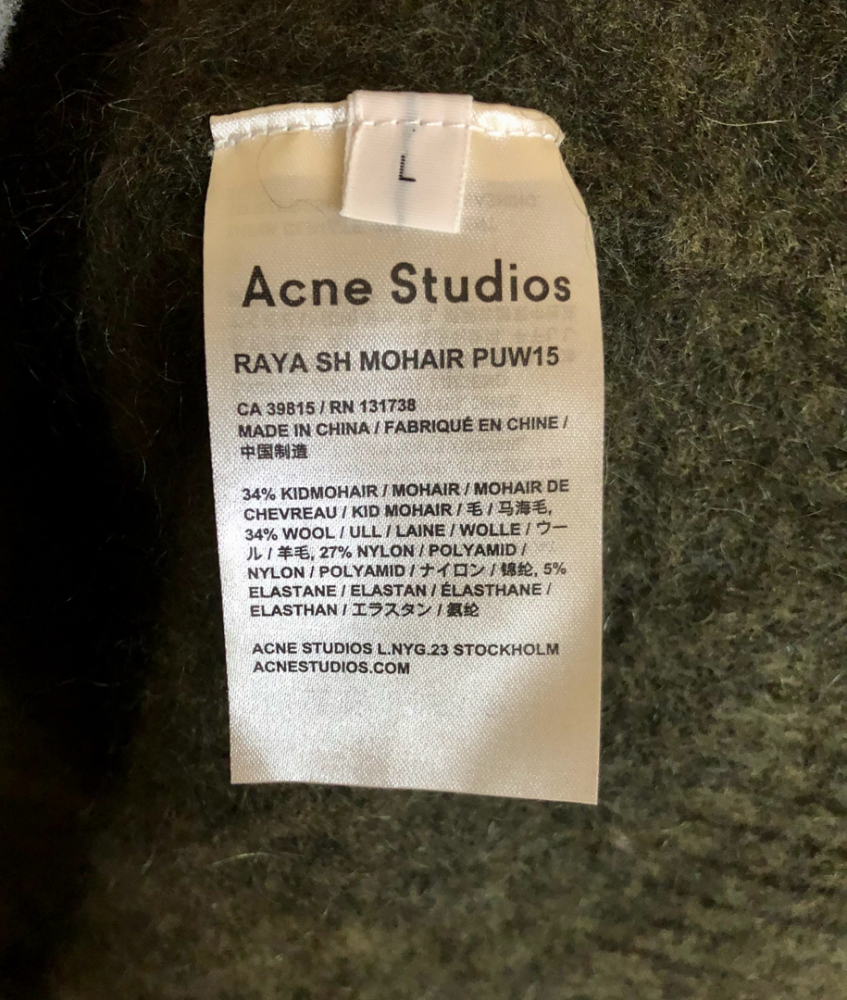 L
Acne Studios
RAYA SH MOHAIR PUW15
CA 39815 / RN 131738
MADE IN CHINA / FABRIQUÉ EN CHINE /
中国制造
34% KIDMOHAIR / MOHAIR / MOHAIR DE
CHEVREAU / KID MOHAIR / 毛 / 马海毛,
34% WOOL / ULL / LAINE / WOLLE / ウー
ル / 羊毛, 27% NYLON / POLYAMID /
NYLON / POLYAMID / ナイロン / 锦纶, 5%
ELASTANE / ELASTAN / ÉLASTHANE /
ELASTHAN / エラスタン / 氨纶
ACNE STUDIOS L.NYG.23 STOCKHOLM
ACNESTUDIOS.COM